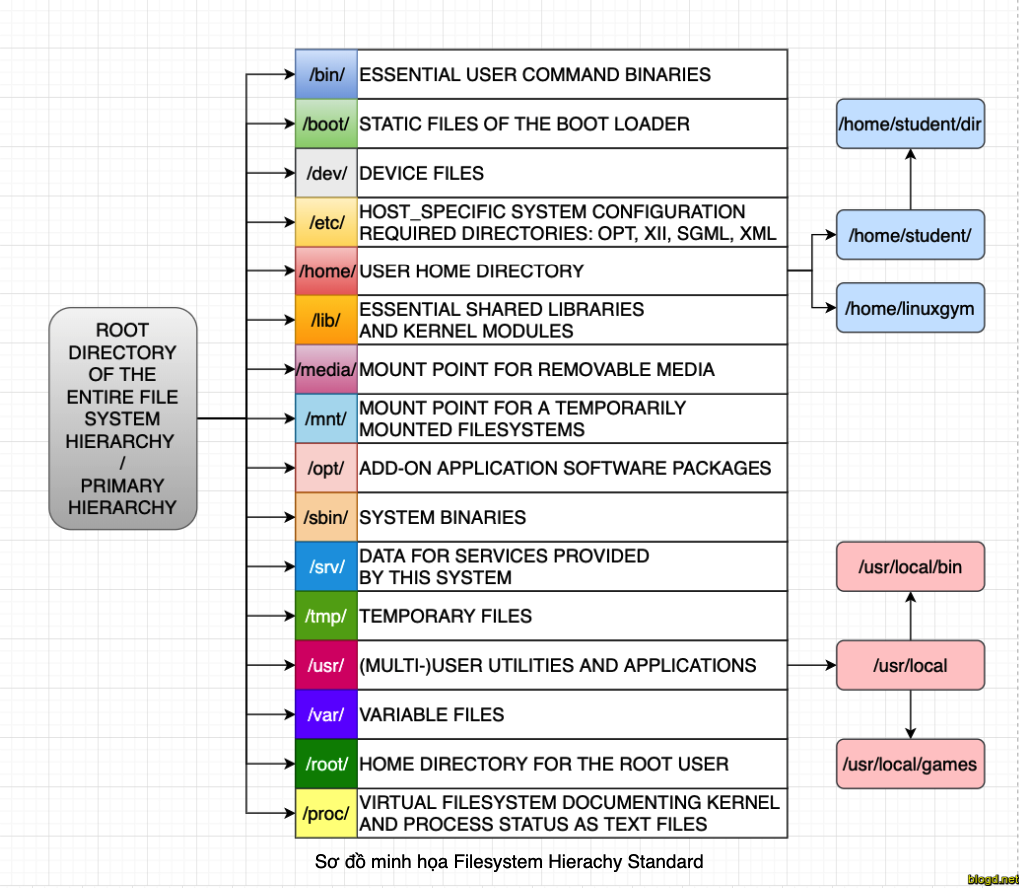 ROOT
DIRECTORY
OF THE
ENTIRE FILE
SYSTEM
HIERARCHY
/
PRIMARY
HIERARCHY
/bin/ ESSENTIAL USER COMMAND BINARIES
/boot/ STATIC FILES OF THE BOOT LOADER
/dev/ DEVICE FILES
/etc/ HOST_SPECIFIC SYSTEM CONFIGURATION
REQUIRED DIRECTORIES: OPT, XII, SGML, XML
/home/ USER HOME DIRECTORY
/lib/ ESSENTIAL SHARED LIBRARIES
AND KERNEL MODULES
/media/ MOUNT POINT FOR REMOVABLE MEDIA
/mnt/ MOUNT POINT FOR A TEMPORARILY
MOUNTED FILESYSTEMS
/opt/ ADD-ON APPLICATION SOFTWARE PACKAGES
/sbin/ SYSTEM BINARIES
/srv/ DATA FOR SERVICES PROVIDED
BY THIS SYSTEM
/tmp/ TEMPORARY FILES
/usr/ (MULTI-)USER UTILITIES AND APPLICATIONS
/var/ VARIABLE FILES
/root/ HOME DIRECTORY FOR THE ROOT USER
/proc/ VIRTUAL FILESYSTEM DOCUMENTING KERNEL
AND PROCESS STATUS AS TEXT FILES
/home/student/dir
/home/student/
/home/linuxgym
/usr/local/bin
/usr/local
/usr/local/games
Sơ đồ minh họa Filesystem Hierachy Standard
blogd.net